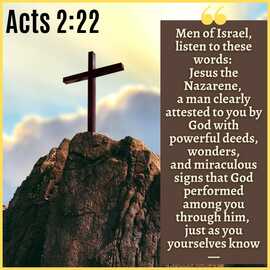 Acts 2:22
❝
Men of Israel,
listen to these
words:
Jesus the
Nazarene,
a man clearly
attested to you by
God with
powerful deeds,
wonders,
and miraculous
signs that God
performed
among you
through him,
just as you
yourselves know
—